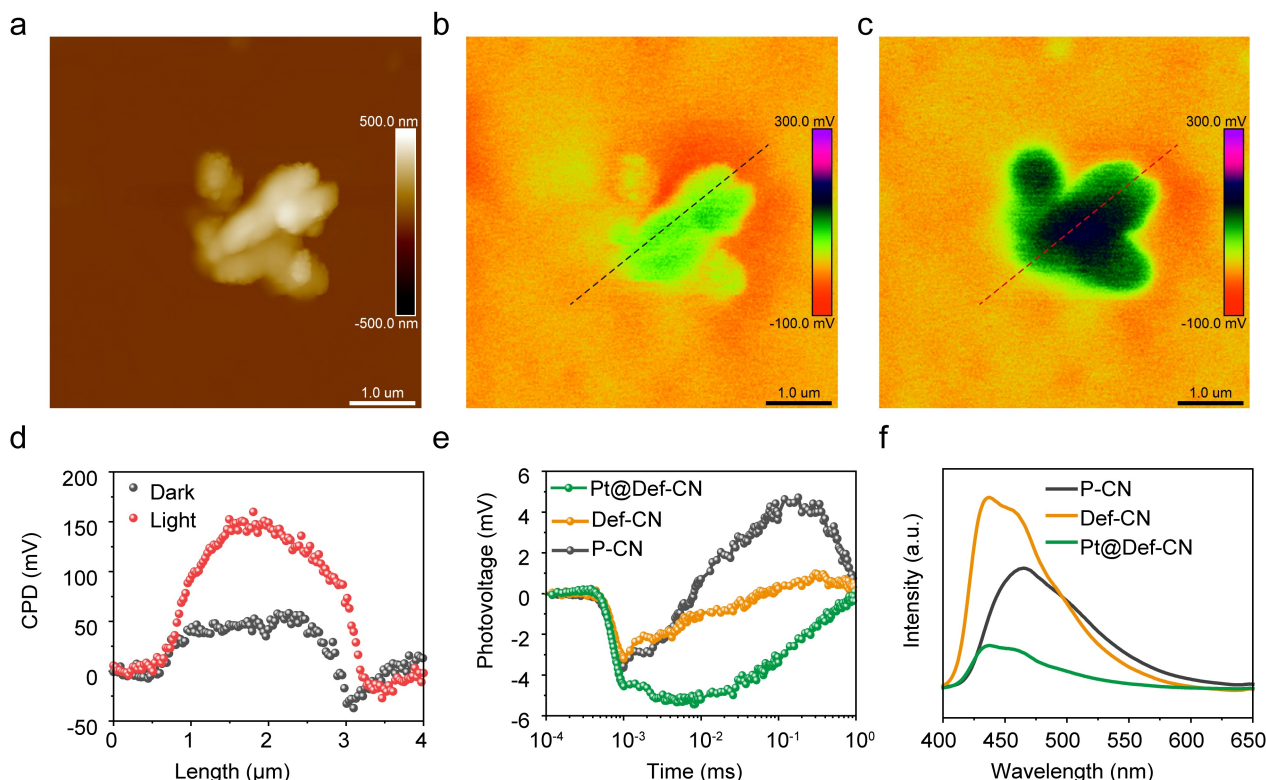 a
b
c
500.0 nm
-500.0 nm
1.0 um
300.0 mV
-100.0 mV
1.0 um
300.0 mV
-100.0 mV
1.0 um
d
CPD (mV)
200
150
100
50
0
-50
Dark
Light
0 1 2 3 4
Length (μm)
e
Photovoltage (mV)
6
4
2
0
-2
-4
-6
Pt@Def-CN
Def-CN
P-CN
10⁻⁴ 10⁻³ 10⁻² 10⁻¹ 10⁰
Time (ms)
f
Intensity (a.u.)
P-CN
Def-CN
Pt@Def-CN
400 450 500 550 600 650
Wavelength (nm)